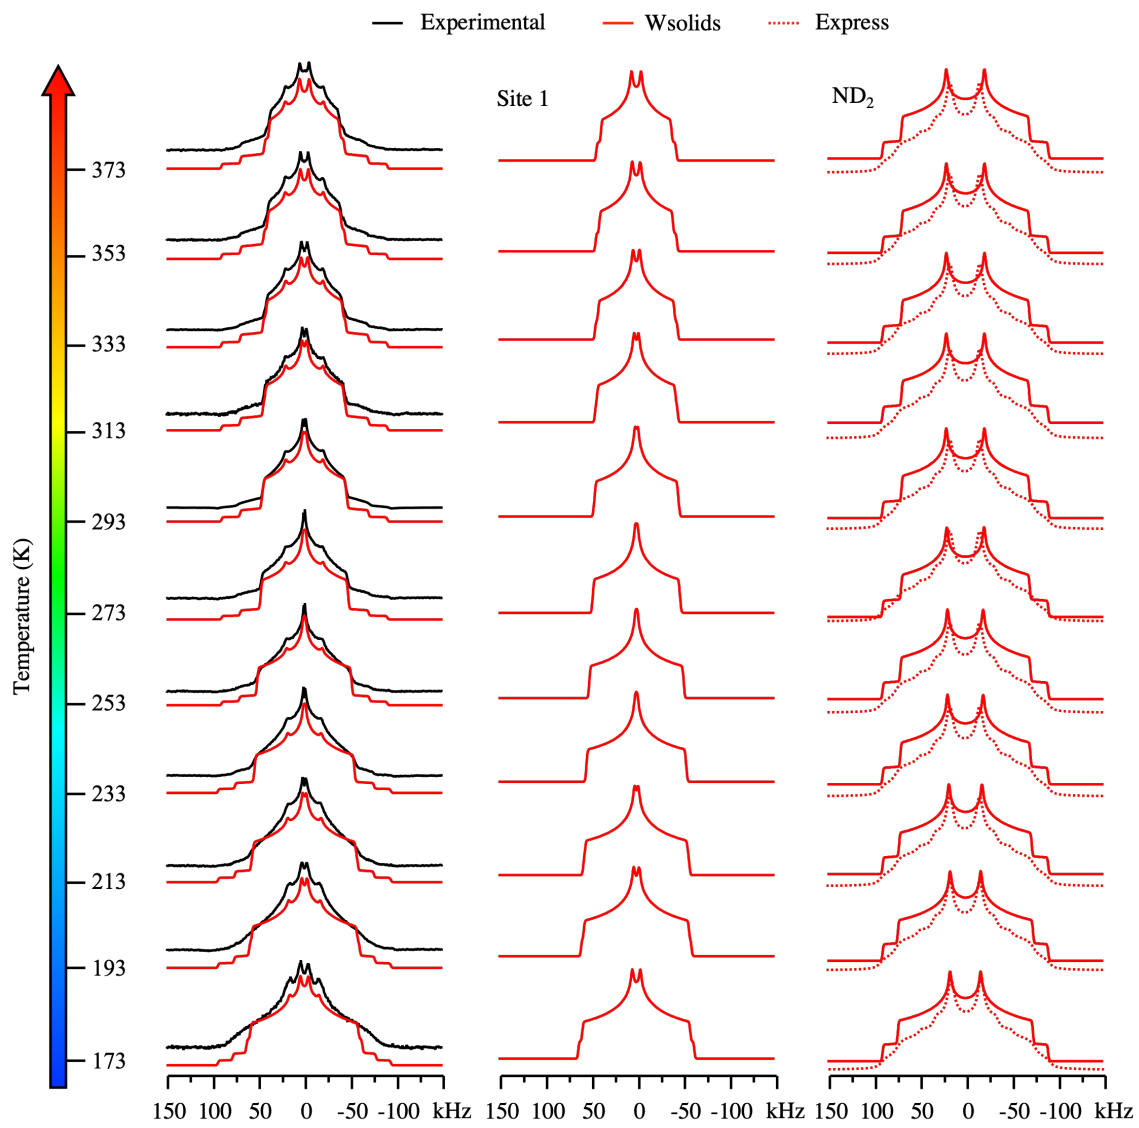 Experimental Wsolids Express
Site 1
ND2
373
353
333
313
293
273
253
233
213
193
173
Temperature (K)
150 100 50 0 -50 -100 kHz 150 100 50 0 -50 -100 kHz 150 100 50 0 -50 -100 kHz